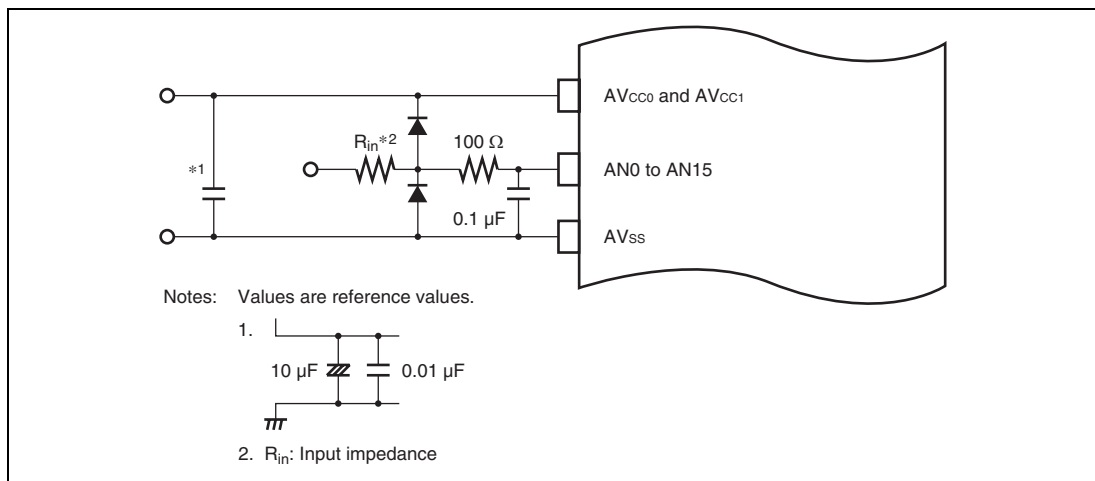 AVCC0 and AVCC1
Rin*2
100 Ω
*1
AN0 to AN15
0.1 μF
AVSS
Notes: Values are reference values.
1.
10 μF
0.01 μF
2. Rin: Input impedance